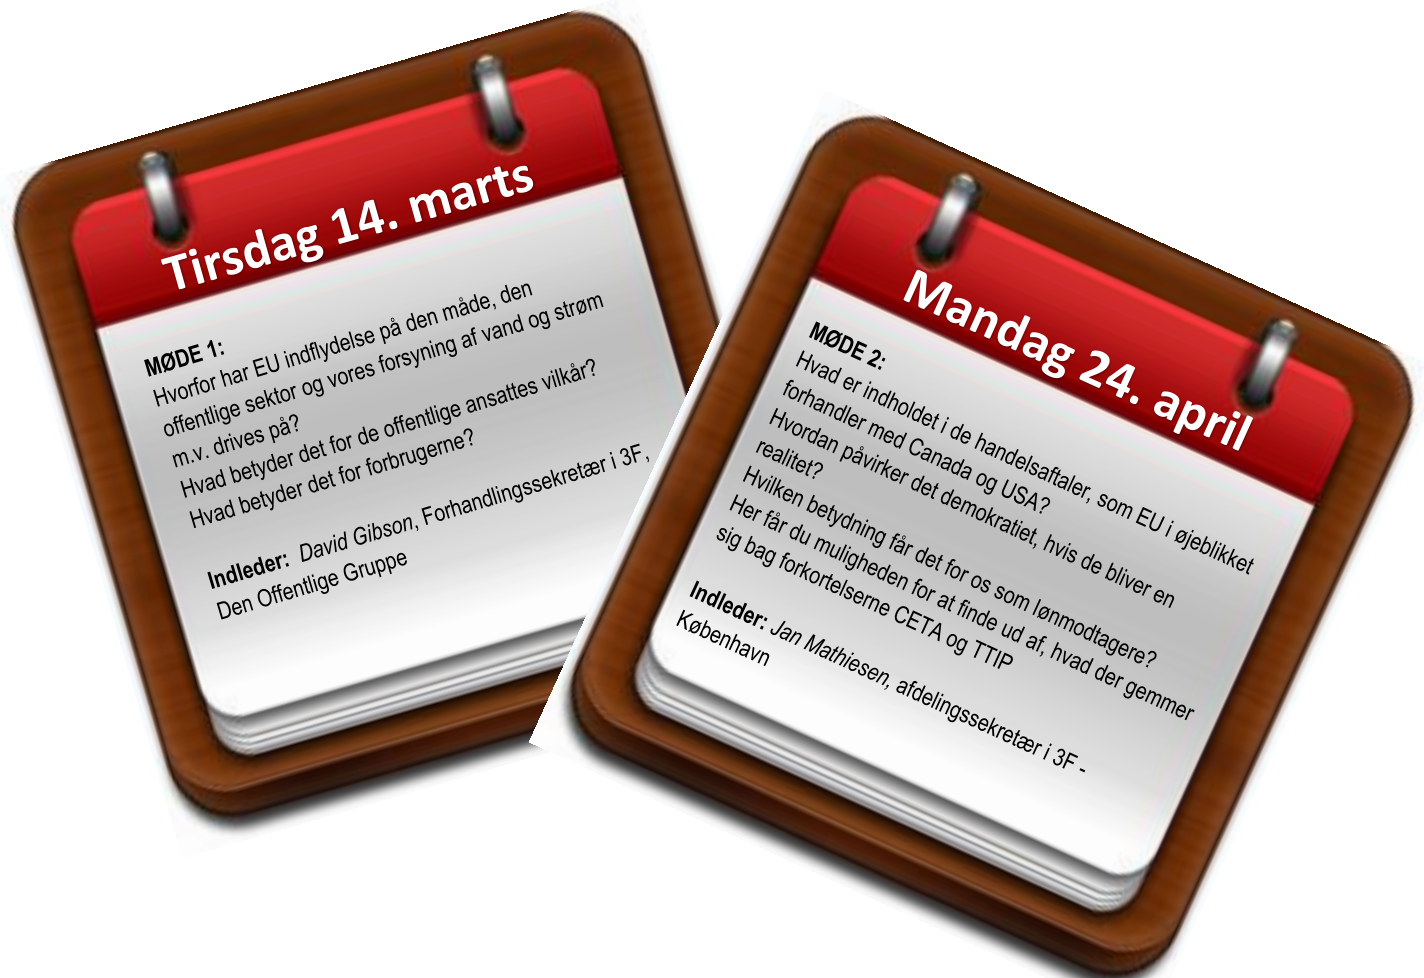 Tirsdag 14. marts
MØDE 1:
Hvorfor har EU indflydelse på den måde, den
offentlige sektor og vores forsyning af vand og strøm
m.v. drives på?
Hvad betyder det for de offentlige ansattes vilkår?
Hvad betyder det for forbrugerne?
Indleder: David Gibson, Forhandlingssekretær i 3F,
Den Offentlige Gruppe
Mandag 24. april
MØDE 2:
Hvad er indholdet i de handelsaftaler, som EU i øjeblikket
forhandler med Canada og USA?
Hvordan påvirker det demokratiet, hvis de bliver en
realitet?
Hvilken betydning får det for os som lønmodtagere?
Her får du muligheden for at finde ud af, hvad der gemmer
sig bag forkortelserne CETA og TTIP
Indleder: Jan Mathiesen, afdelingssekretær i 3F -
København